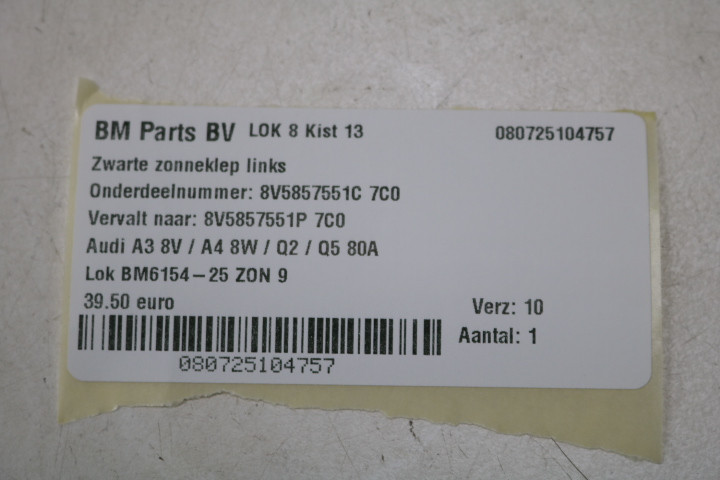 BM Parts BV LOK 8 Kist 13 080725104757
Zwarte zonneklep links
Onderdeelnummer: 8V5857551C 7C0
Vervalt naar: 8V5857551P 7C0
Audi A3 8V / A4 8W / Q2 / Q5 80A
Lok BM6154-25 ZON 9
39.50 euro Verz: 10
Aantal: 1
080725104757